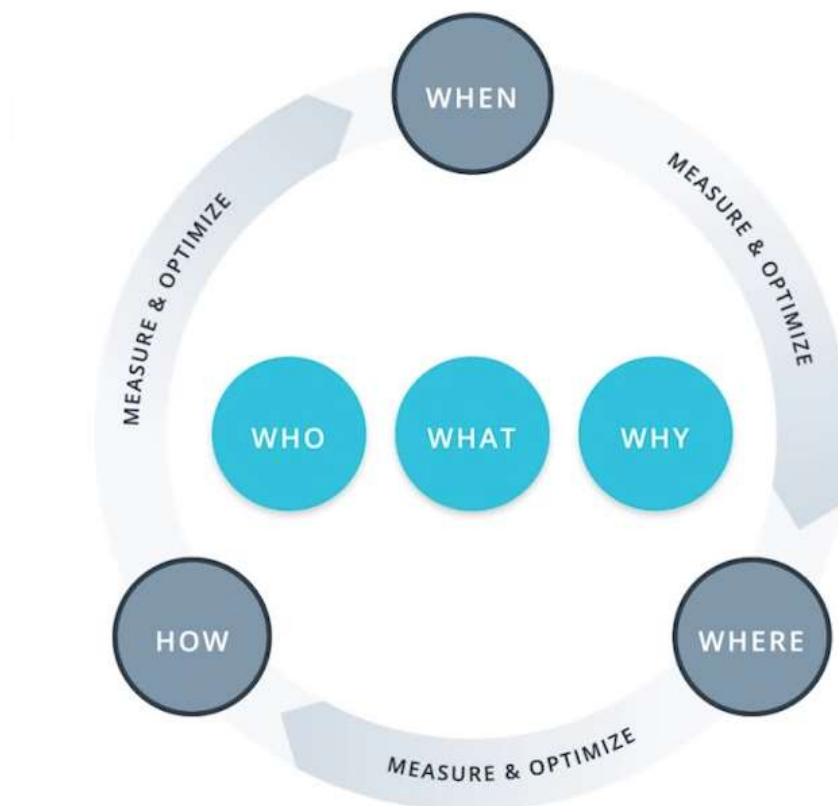 WHEN
MEASURE & OPTIMIZE
MEASURE & OPTIMIZE
WHO
WHAT
WHY
HOW
WHERE
MEASURE & OPTIMIZE